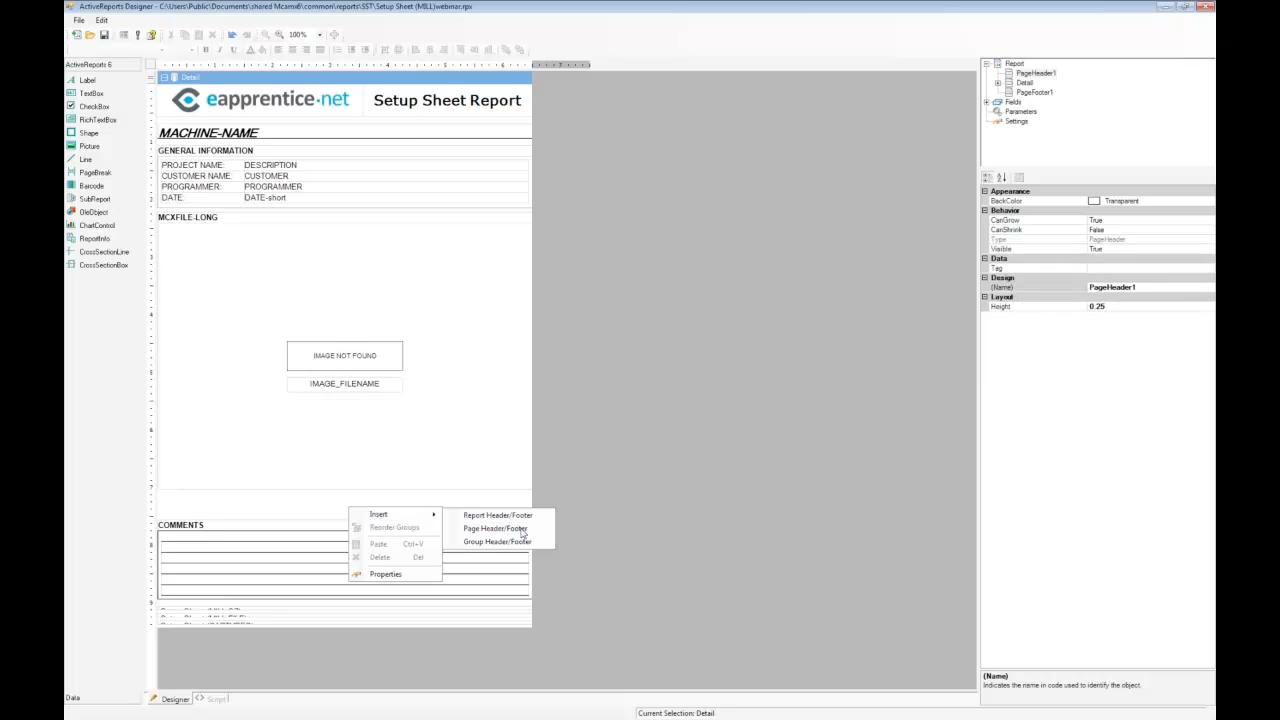 ActiveReports Designer - C:\Users\Public\Documents\shared Mcamx6\common\reports\SST\Setup Sheet (MILL)webinar.rpx
File Edit
100%
B I U
ActiveReports 6
Label
TextBox
CheckBox
RichTextBox
Shape
Picture
Line
PageBreak
Barcode
SubReport
OleObject
ChartControl
ReportInfo
CrossSectionLine
CrossSectionBox
Data
Detail
eapprentice.net Setup Sheet Report
MACHINE-NAME
GENERAL INFORMATION
PROJECT NAME: DESCRIPTION
CUSTOMER NAME: CUSTOMER
PROGRAMMER: PROGRAMMER
DATE: DATE-short
MCXFILE-LONG
IMAGE NOT FOUND
IMAGE_FILENAME
COMMENTS
Insert
Reorder Groups
Paste Ctrl+V
Delete Del
Properties
Report Header/Footer
Page Header/Footer
Group Header/Footer
Designer Script
Current Selection: Detail
Report
PageHeader1
Detail
PageFooter1
Fields
Parameters
Settings
Appearance
BackColor Transparent
Behavior
CanGrow True
CanShrink False
Type PageHeader
Visible True
Data
Tag
Design
(Name) PageHeader1
Layout
Height 0.25
(Name)
Indicates the name in code used to identify the object.